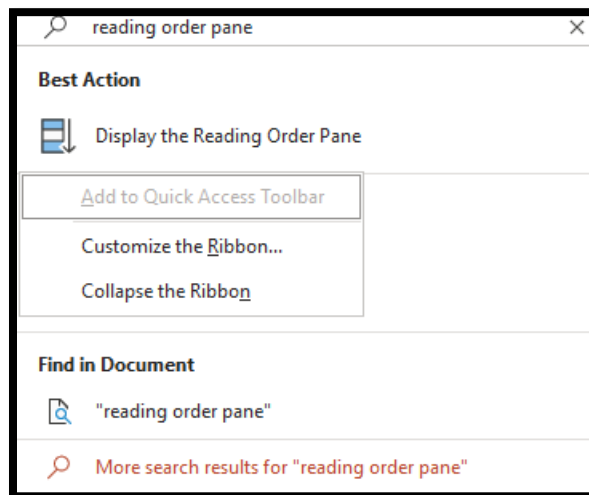 reading order pane
Best Action
Display the Reading Order Pane
Add to Quick Access Toolbar
Customize the Ribbon...
Collapse the Ribbon
Find in Document
"reading order pane"
More search results for "reading order pane"